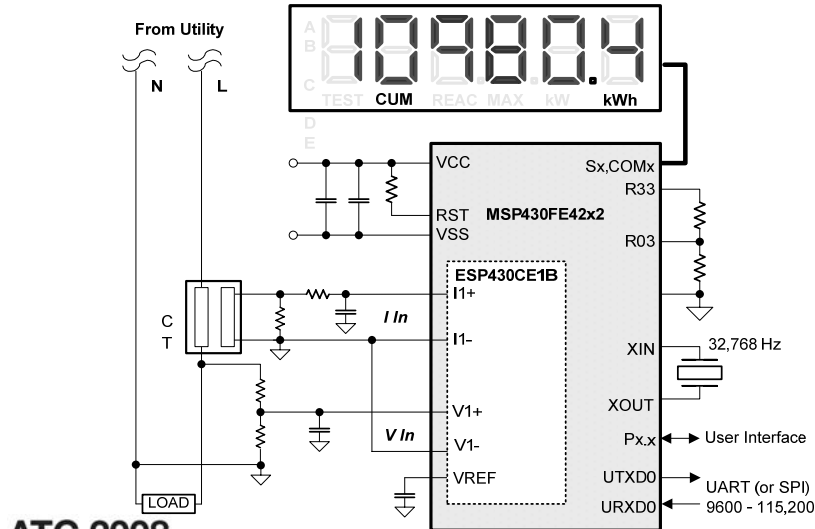 From Utility
N L
A
B
C
D
E
10980.4
TEST CUM REAC MAX kW kWh
VCC
RST
VSS
MSP430FE42x2
Sx,COMx
R33
R03
ESP430CE1B
C
T
I In
I1+
I1-
V In
V1+
V1-
VREF
XIN
32,768 Hz
XOUT
Px.x
User Interface
UTXD0
URXD0
UART (or SPI)
9600 - 115,200
LOAD